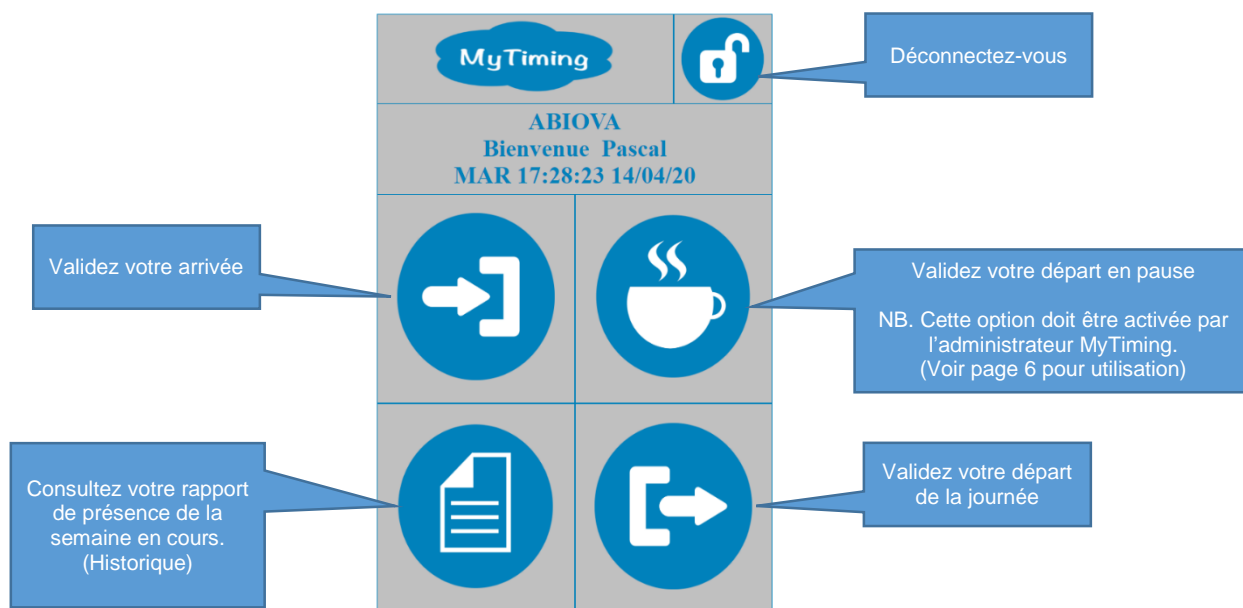 MyTiming
Déconnectez-vous
ABIOVA
Bienvenue Pascal
MAR 17:28:23 14/04/20
Validez votre arrivée
Validez votre départ en pause
NB. Cette option doit être activée par
l’administrateur MyTiming.
(Voir page 6 pour utilisation)
Consultez votre rapport
de présence de la
semaine en cours.
(Historique)
Validez votre départ
de la journée